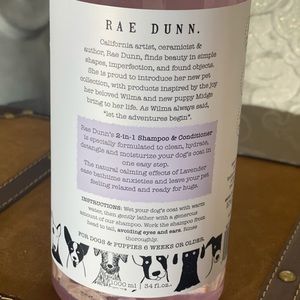 RAE DUNN.
California artist, ceramicist &
author, Rae Dunn, finds beauty in simple
shapes, imperfection, and found objects.
She is proud to introduce her new pet
collection, with products inspired by the joy
her beloved Wilma and new puppy Midge
bring to her life. As Wilma always said,
"let the adventures begin".
Rae Dunn's 2-in-1 Shampoo & Conditioner
is specially formulated to clean, hydrate,
detangle and moisturize your dog's coat in
one easy step.
The natural calming effects of Lavender
ease bathtime anxieties and leave your pet
feeling relaxed and ready for hugs.
INSTRUCTIONS: Wet your dog's coat with warm
water, then gently lather with a generous
amount of our shampoo. Work the shampoo from
head to tail, avoiding eyes and ears. Rinse
thoroughly.
FOR DOGS & PUPPIES 6 WEEKS OR OLDER.
1000 ml | 34 fl oz.